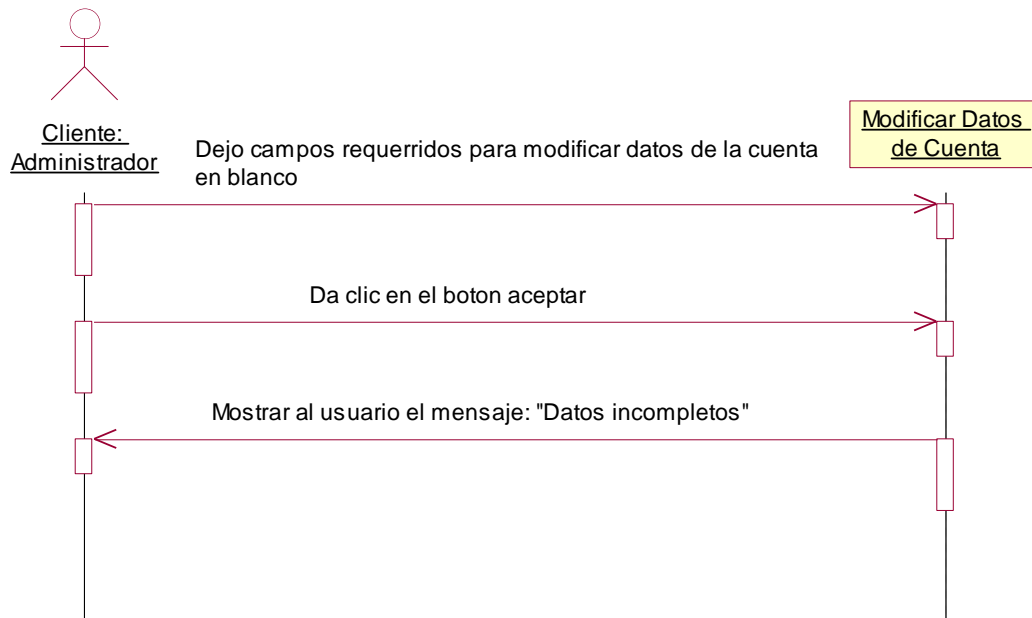 Cliente:
Administrador
Modificar Datos
de Cuenta
Dejo campos requerridos para modificar datos de la cuenta
en blanco
Da clic en el boton aceptar
Mostrar al usuario el mensaje: "Datos incompletos"